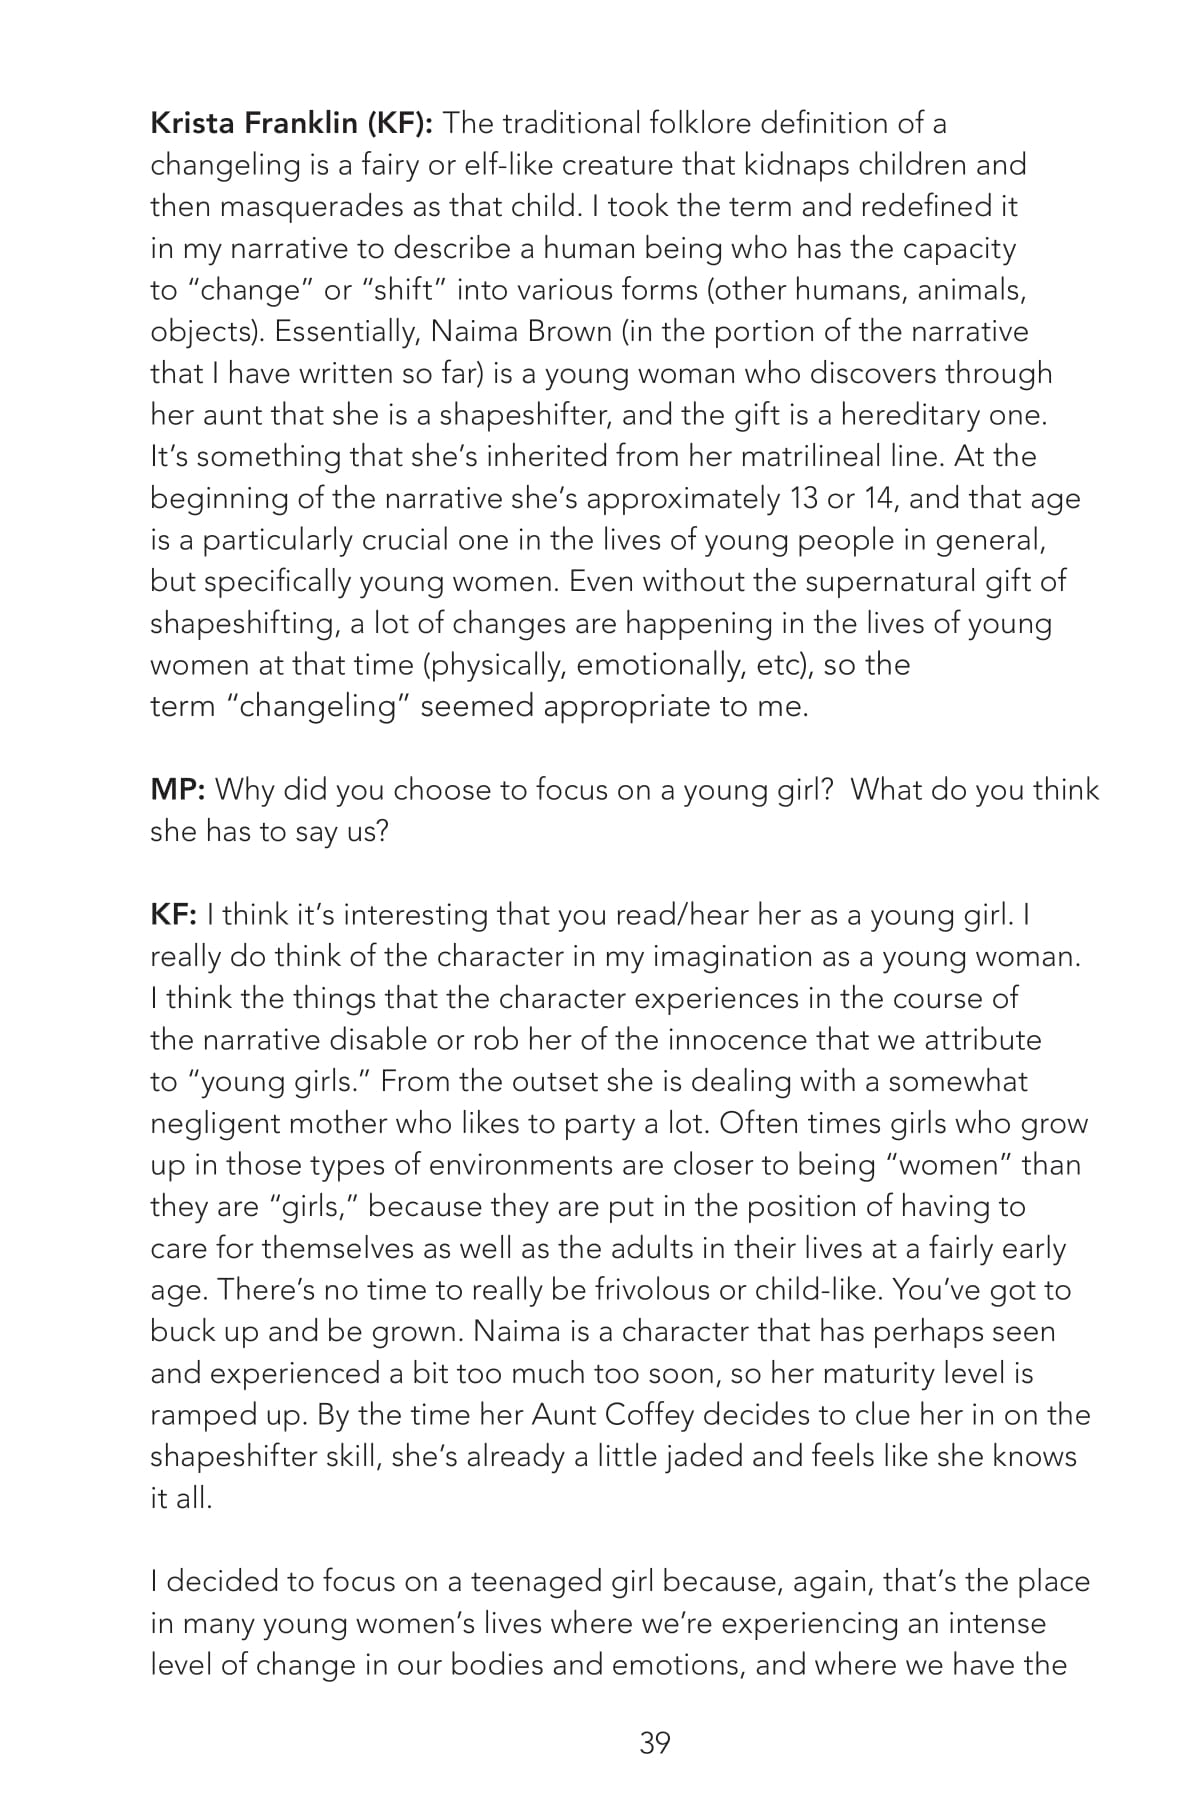 Krista Franklin (KF): The traditional folklore definition of a
changeling is a fairy or elf-like creature that kidnaps children and
then masquerades as that child. I took the term and redefined it
in my narrative to describe a human being who has the capacity
to “change” or “shift” into various forms (other humans, animals,
objects). Essentially, Naima Brown (in the portion of the narrative
that I have written so far) is a young woman who discovers through
her aunt that she is a shapeshifter, and the gift is a hereditary one.
It’s something that she’s inherited from her matrilineal line. At the
beginning of the narrative she’s approximately 13 or 14, and that age
is a particularly crucial one in the lives of young people in general,
but specifically young women. Even without the supernatural gift of
shapeshifting, a lot of changes are happening in the lives of young
women at that time (physically, emotionally, etc), so the
term “changeling” seemed appropriate to me.
MP: Why did you choose to focus on a young girl?  What do you think
she has to say us?
KF: I think it’s interesting that you read/hear her as a young girl. I
really do think of the character in my imagination as a young woman.
I think the things that the character experiences in the course of
the narrative disable or rob her of the innocence that we attribute
to “young girls.” From the outset she is dealing with a somewhat
negligent mother who likes to party a lot. Often times girls who grow
up in those types of environments are closer to being “women” than
they are “girls,” because they are put in the position of having to
care for themselves as well as the adults in their lives at a fairly early
age. There’s no time to really be frivolous or child-like. You’ve got to
buck up and be grown. Naima is a character that has perhaps seen
and experienced a bit too much too soon, so her maturity level is
ramped up. By the time her Aunt Coffey decides to clue her in on the
shapeshifter skill, she’s already a little jaded and feels like she knows
it all.
I decided to focus on a teenaged girl because, again, that’s the place
in many young women’s lives where we’re experiencing an intense
level of change in our bodies and emotions, and where we have the
39